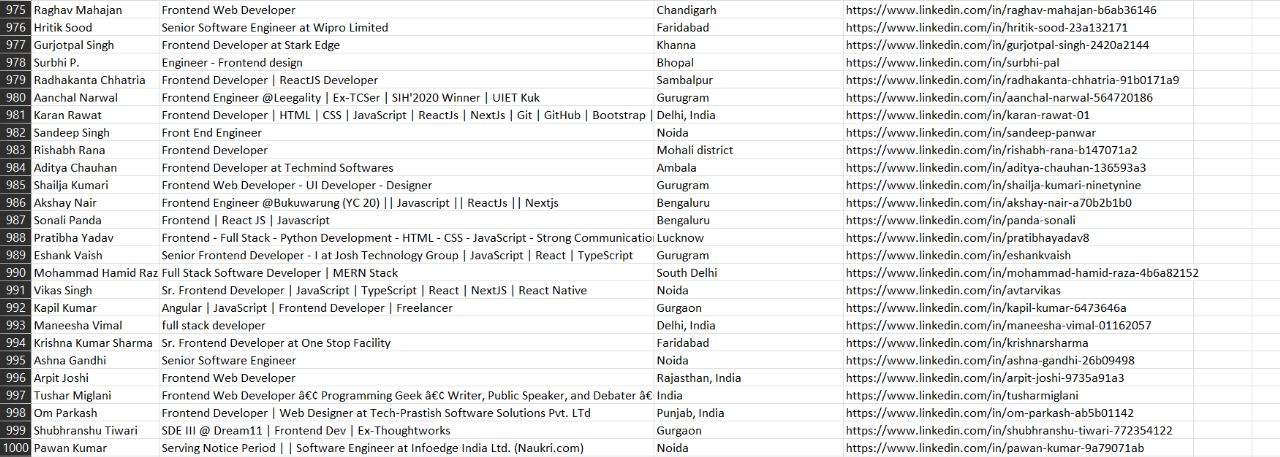 975 Raghav Mahajan Frontend Web Developer Chandigarh https://www.linkedin.com/in/raghav-mahajan-b6ab36146
976 Hritik Sood Senior Software Engineer at Wipro Limited Faridabad https://www.linkedin.com/in/hritik-sood-23a132171
977 Gurjotpal Singh Frontend Developer at Stark Edge Khanna https://www.linkedin.com/in/gurjotpal-singh-2420a2144
978 Surbhi P. Engineer - Frontend design Bhopal https://www.linkedin.com/in/surbhi-pal
979 Radhakanta Chhatria Frontend Developer | ReactJS Developer Sambalpur https://www.linkedin.com/in/radhakanta-chhatria-91b0171a9
980 Aanchal Narwal Frontend Engineer @Leegality | Ex-TCSer | SIH'2020 Winner | UIET Kuk Gurugram https://www.linkedin.com/in/aanchal-narwal-564720186
981 Karan Rawat Frontend Developer | HTML | CSS | JavaScript | ReactJs | NextJs | Git | GitHub | Bootstrap | Delhi, India https://www.linkedin.com/in/karan-rawat-01
982 Sandeep Singh Front End Engineer Noida https://www.linkedin.com/in/sandeep-panwar
983 Rishabh Rana Frontend Developer Mohali district https://www.linkedin.com/in/rishabh-rana-b147071a2
984 Aditya Chauhan Frontend Developer at Techmind Softwares Ambala https://www.linkedin.com/in/aditya-chauhan-136593a3
985 Shailja Kumari Frontend Web Developer - UI Developer - Designer Gurugram https://www.linkedin.com/in/shailja-kumari-ninetynine
986 Akshay Nair Frontend Engineer @Bukuwarung (YC 20) || Javascript || ReactJs || Nextjs Bengaluru https://www.linkedin.com/in/akshay-nair-a70b2b1b0
987 Sonali Panda Frontend | React JS | Javascript Bengaluru https://www.linkedin.com/in/panda-sonali
988 Pratibha Yadav Frontend - Full Stack - Python Development - HTML - CSS - JavaScript - Strong Communication Lucknow https://www.linkedin.com/in/pratibhayadav8
989 Eshank Vaish Senior Frontend Developer - I at Josh Technology Group | JavaScript | React | TypeScript Gurugram https://www.linkedin.com/in/eshankvaish
990 Mohammad Hamid Raz Full Stack Software Developer | MERN Stack South Delhi https://www.linkedin.com/in/mohammad-hamid-raza-4b6a82152
991 Vikas Singh Sr. Frontend Developer | JavaScript | TypeScript | React | NextJS | React Native Noida https://www.linkedin.com/in/avtarvikas
992 Kapil Kumar Angular | JavaScript | Frontend Developer | Freelancer Gurgaon https://www.linkedin.com/in/kapil-kumar-6473646a
993 Maneesha Vimal full stack developer Delhi, India https://www.linkedin.com/in/maneesha-vimal-01162057
994 Krishna Kumar Sharma Sr. Frontend Developer at One Stop Facility Faridabad https://www.linkedin.com/in/krishnarsharma
995 Ashna Gandhi Senior Software Engineer Noida https://www.linkedin.com/in/ashna-gandhi-26b09498
996 Arpit Joshi Frontend Web Developer Rajasthan, India https://www.linkedin.com/in/arpit-joshi-9735a91a3
997 Tushar Miglani Frontend Web Developer â€¢ Programming Geek â€¢ Writer, Public Speaker, and Debater â€ India https://www.linkedin.com/in/tusharmiglani
998 Om Parkash Frontend Developer | Web Designer at Tech-Prastish Software Solutions Pvt. LTd Punjab, India https://www.linkedin.com/in/om-parkash-ab5b01142
999 Shubhranshu Tiwari SDE III @ Dream11 | Frontend Dev | Ex-Thoughtworks Gurgaon https://www.linkedin.com/in/shubhranshu-tiwari-772354122
1000 Pawan Kumar Serving Notice Period | | Software Engineer at Infoedge India Ltd. (Naukri.com) Noida https://www.linkedin.com/in/pawan-kumar-9a79071ab